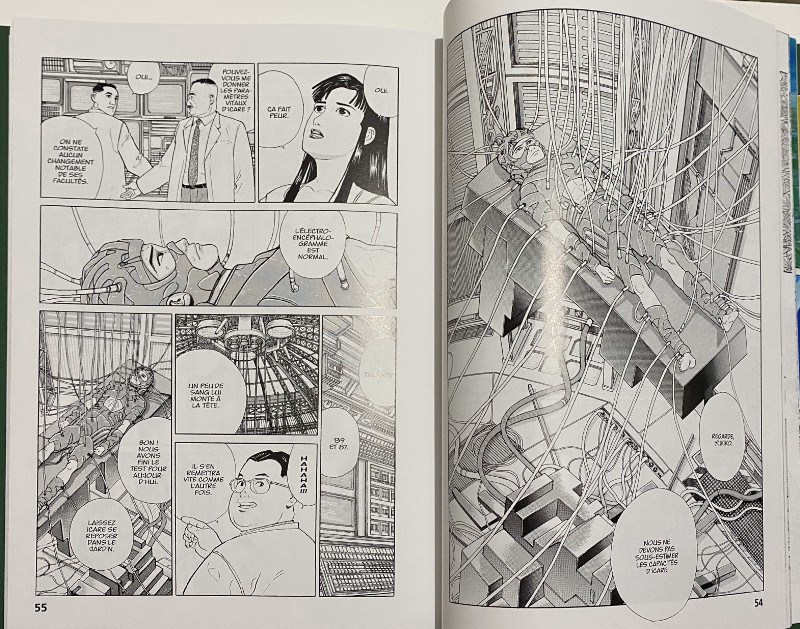 REGARDE,
YUKIKO.
NOUS NE
DEVONS PAS
SOUS-ESTIMER
LES CAPACITÉS
D'ICARE.
54
OUI.
ÇA FAIT
PEUR.
POUVEZ-
VOUS ME
DONNER
LES PARA-
MÈTRES
VITAUX
D'ICARE ?
OUI...
ON NE
CONSTATE
AUCUN
CHANGEMENT
NOTABLE
DE SES
FACULTÉS.
L'ÉLECTRO-
ENCÉPHALO-
GRAMME
EST
NORMAL.
139
ET 87.
UN PEU DE
SANG LUI
MONTE À
LA TÊTE.
HAHAHA!!!
IL S'EN
REMETTRA
VITE COMME
L'AUTRE
FOIS.
BON !
NOUS
AVONS
FINI LE
TEST POUR
AUJOUR-
D'HUI.
LAISSEZ
ICARE SE
REPOSER
DANS LE
JARDIN.
55